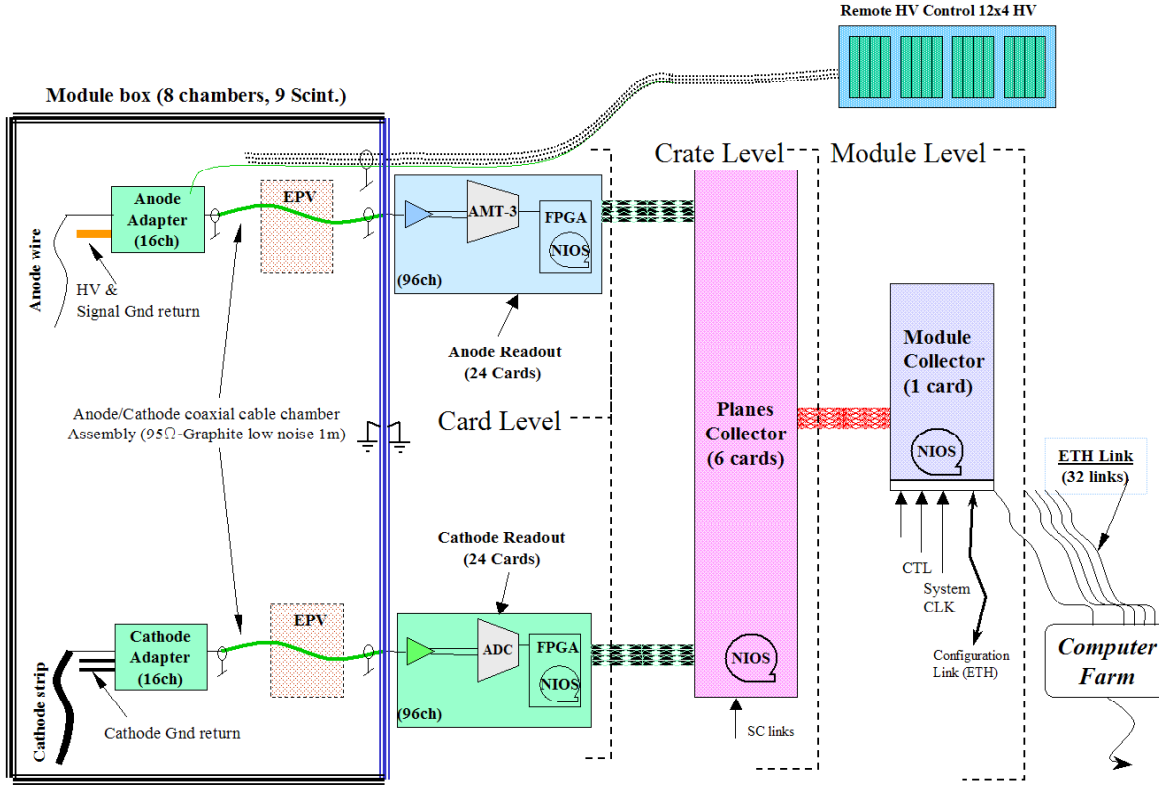 Remote HV Control 12x4 HV
Module box (8 chambers, 9 Scint.)
Crate Level
Module Level
Anode
Adapter
(16ch)
EPV
AMT-3
FPGA
NIOS
(96ch)
Anode wire
HV &
Signal Gnd return
Anode Readout
(24 Cards)
Module
Collector
(1 card)
NIOS
Anode/Cathode coaxial cable chamber
Assembly (95Ω-Graphite low noise 1m)
Card Level
Planes
Collector
(6 cards)
NIOS
ETH Link
(32 links)
Cathode Readout
(24 Cards)
CTL
System
CLK
Configuration
Link (ETH)
Computer
Farm
Cathode
Adapter
(16ch)
EPV
ADC
FPGA
NIOS
(96ch)
Cathode strip
Cathode Gnd return
SC links